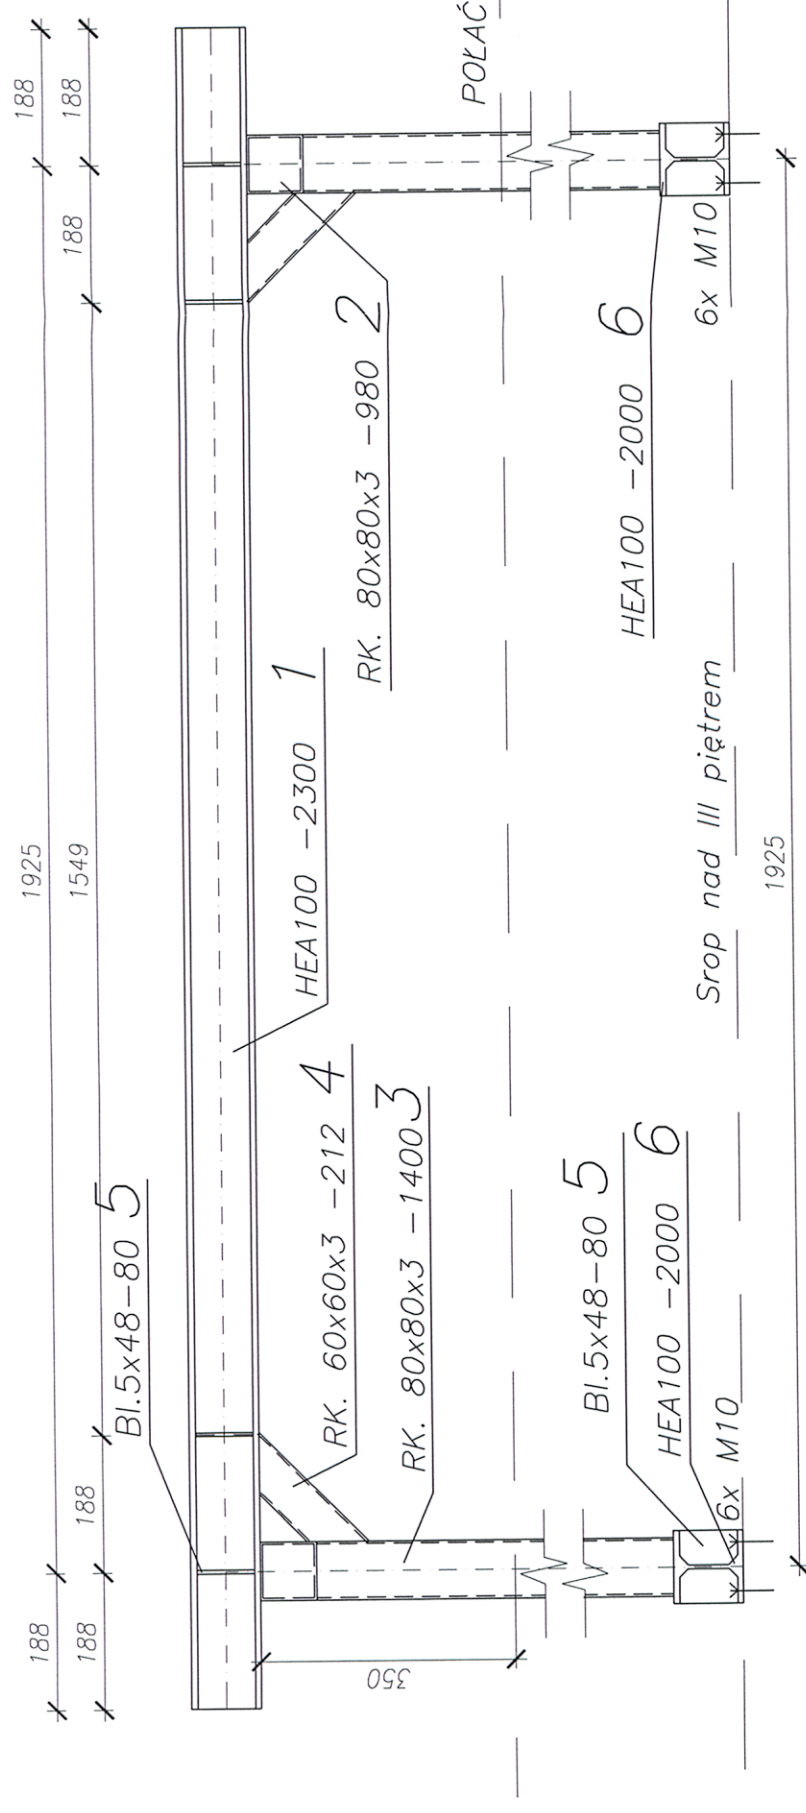 188
1925
188
188
188
1549
188
188
Bl.5x48-80 5
HEA100 -2300 1
RK. 60x60x3 -212 4
RK. 80x80x3 -980 2
RK. 80x80x3 -1400 3
350
POŁAĆ
Bl.5x48-80 5
HEA100 -2000 6
HEA100 -2000 6
6x M10
Srop nad III piętrem
6x M10
1925